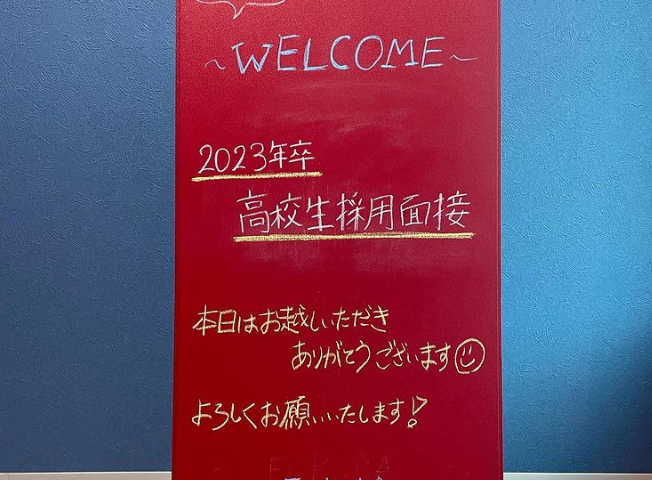 ~WELCOME~
2023年卒
高校生採用面接
本日はお越しいただき
ありがとうございます
よろしくお願いいたします!